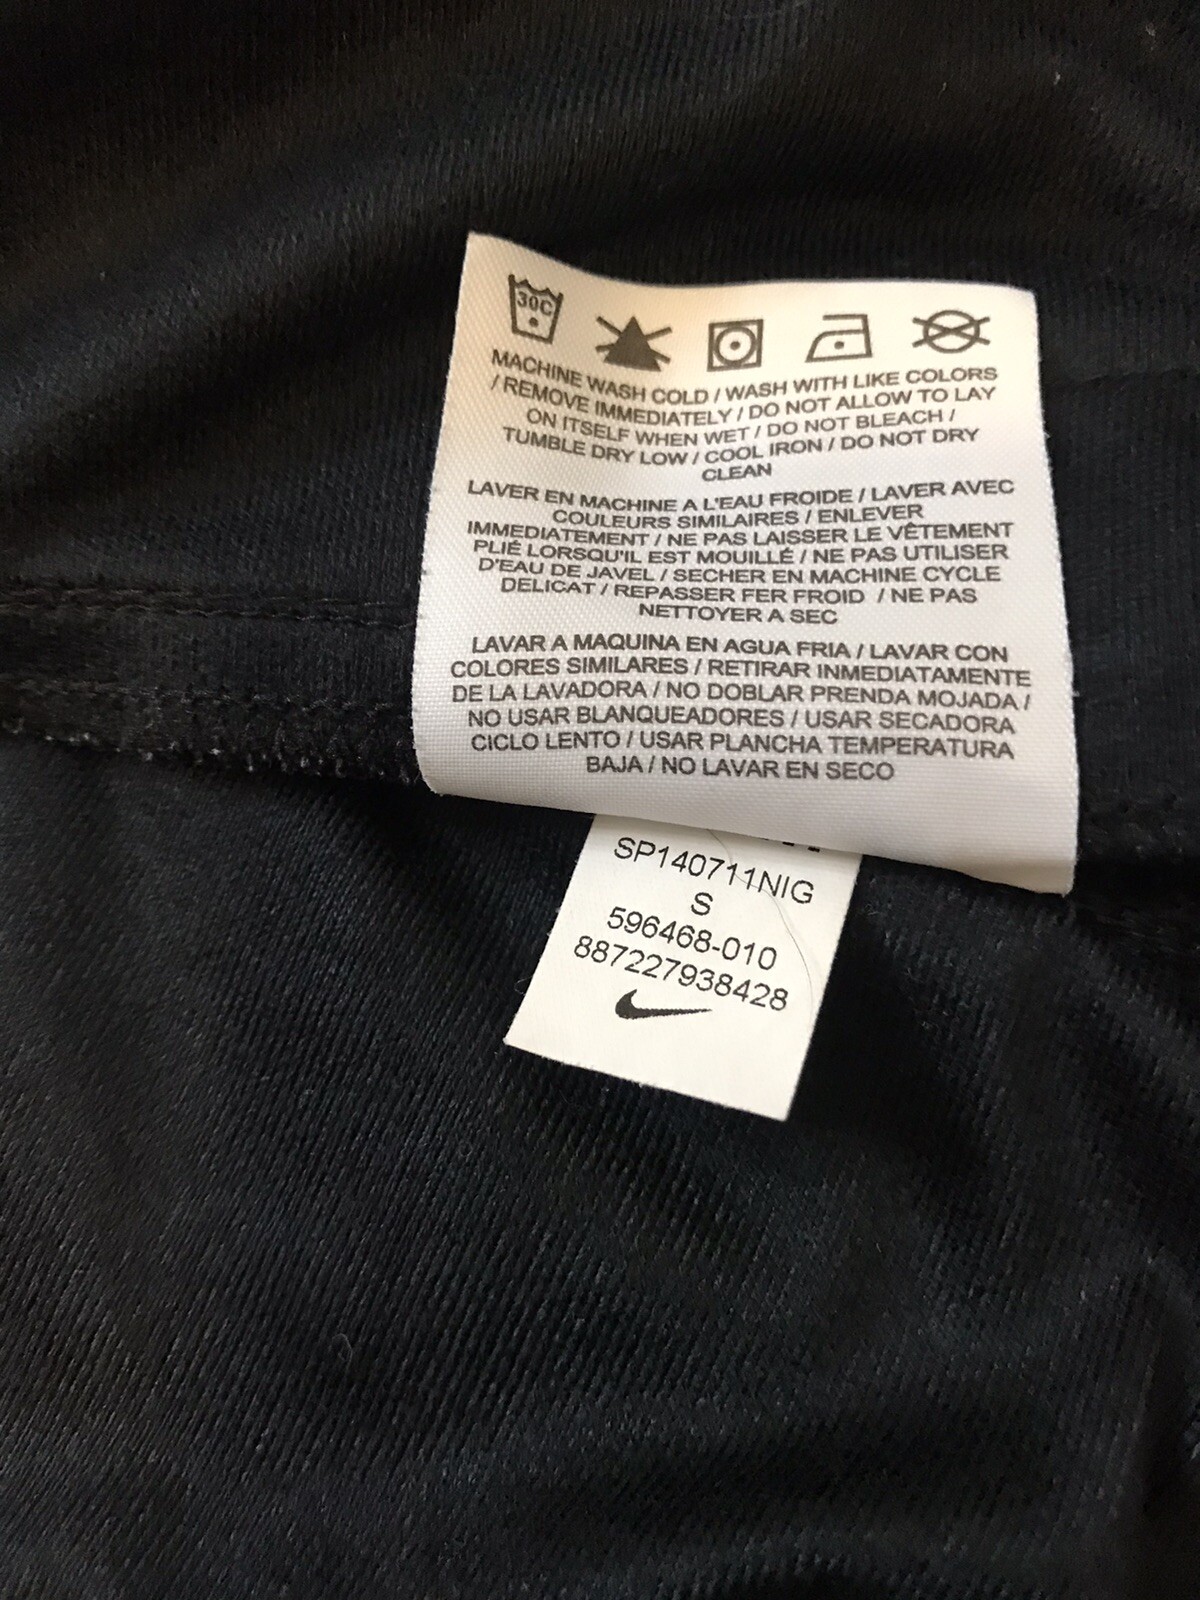 30C
MACHINE WASH COLD / WASH WITH LIKE COLORS
/ REMOVE IMMEDIATELY / DO NOT ALLOW TO LAY
ON ITSELF WHEN WET / DO NOT BLEACH /
TUMBLE DRY LOW / COOL IRON / DO NOT DRY
CLEAN
LAVER EN MACHINE A L'EAU FROIDE / LAVER AVEC
COULEURS SIMILAIRES / ENLEVER
IMMEDIATEMENT / NE PAS LAISSER LE VÊTEMENT
PLIÉ LORSQU'IL EST MOUILLÉ / NE PAS UTILISER
D'EAU DE JAVEL / SECHER EN MACHINE CYCLE
DELICAT / REPASSER FER FROID / NE PAS
NETTOYER A SEC
LAVAR A MAQUINA EN AGUA FRIA / LAVAR CON
COLORES SIMILARES / RETIRAR INMEDIATAMENTE
DE LA LAVADORA / NO DOBLAR PRENDA MOJADA /
NO USAR BLANQUEADORES / USAR SECADORA
CICLO LENTO / USAR PLANCHA TEMPERATURA
BAJA / NO LAVAR EN SECO
SP140711NIG
S
596468-010
887227938428